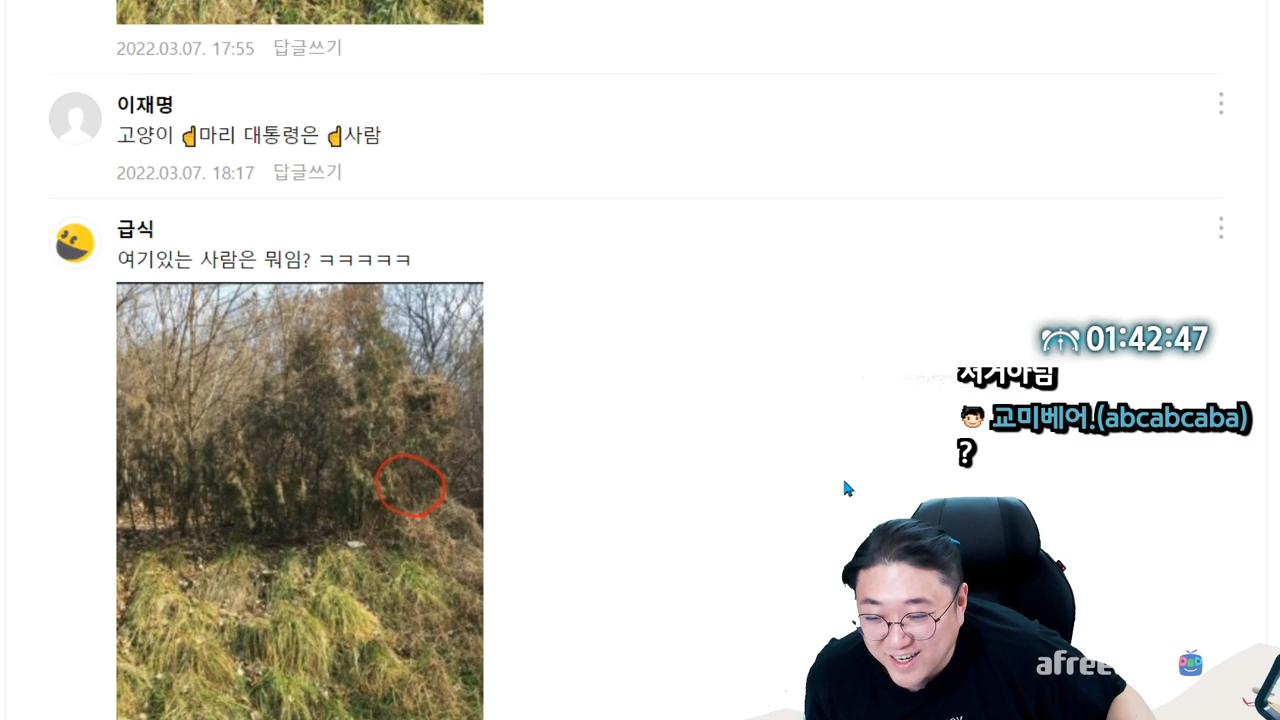 2022.03.07. 17:55 답글쓰기
이재명
고양이 ☝마리 대통령은 ☝사람
2022.03.07. 18:17 답글쓰기
급식
여기있는 사람은 뭐임? ㅋㅋㅋㅋㅋ
01:42:47
교미베어.(abcabcaba)
?